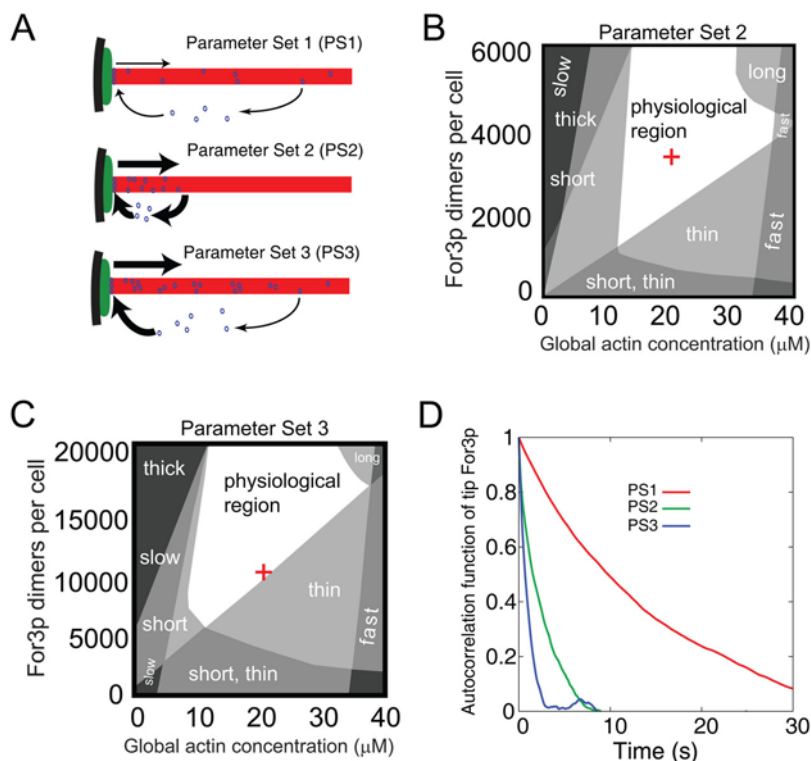 A
Parameter Set 1 (PS1)
Parameter Set 2 (PS2)
Parameter Set 3 (PS3)
B
Parameter Set 2
For3p dimers per cell
6000
4000
2000
0
slow
thick
short
physiological
region
long
fast
thin
fast
short, thin
0
10
20
30
40
Global actin concentration (μM)
C
Parameter Set 3
For3p dimers per cell
20000
15000
10000
5000
0
thick
slow
short
slow
physiological
region
long
thin
fast
short, thin
0
10
20
30
40
Global actin concentration (μM)
D
Autocorrelation function of tip For3p
1
0.8
0.6
0.4
0.2
0
PS1
PS2
PS3
0
10
20
30
Time (s)